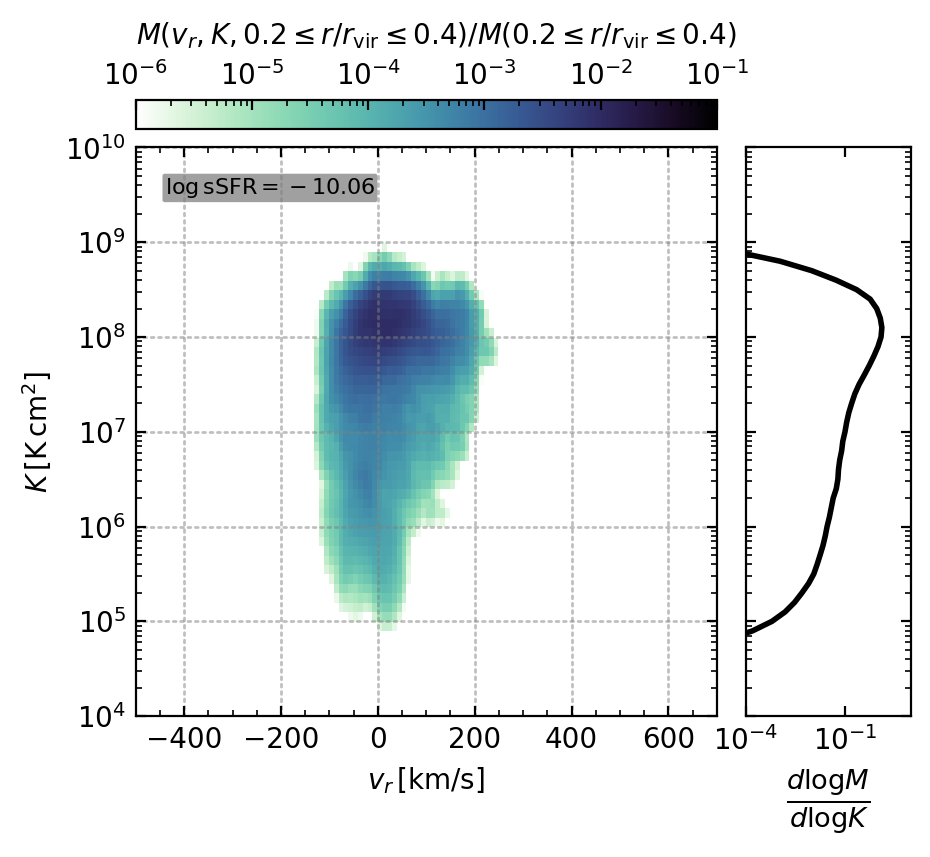 M(v_r, K, 0.2 ≤ r/r_vir ≤ 0.4)/M(0.2 ≤ r/r_vir ≤ 0.4)
10^−6 10^−5 10^−4 10^−3 10^−2 10^−1
10^10
log sSFR = −10.06
10^9
10^8
K [K cm^2]
10^7
10^6
10^5
10^4
−400 −200 0 200 400 600 10^−4 10^−1
v_r [km/s]
dlogM
dlogK